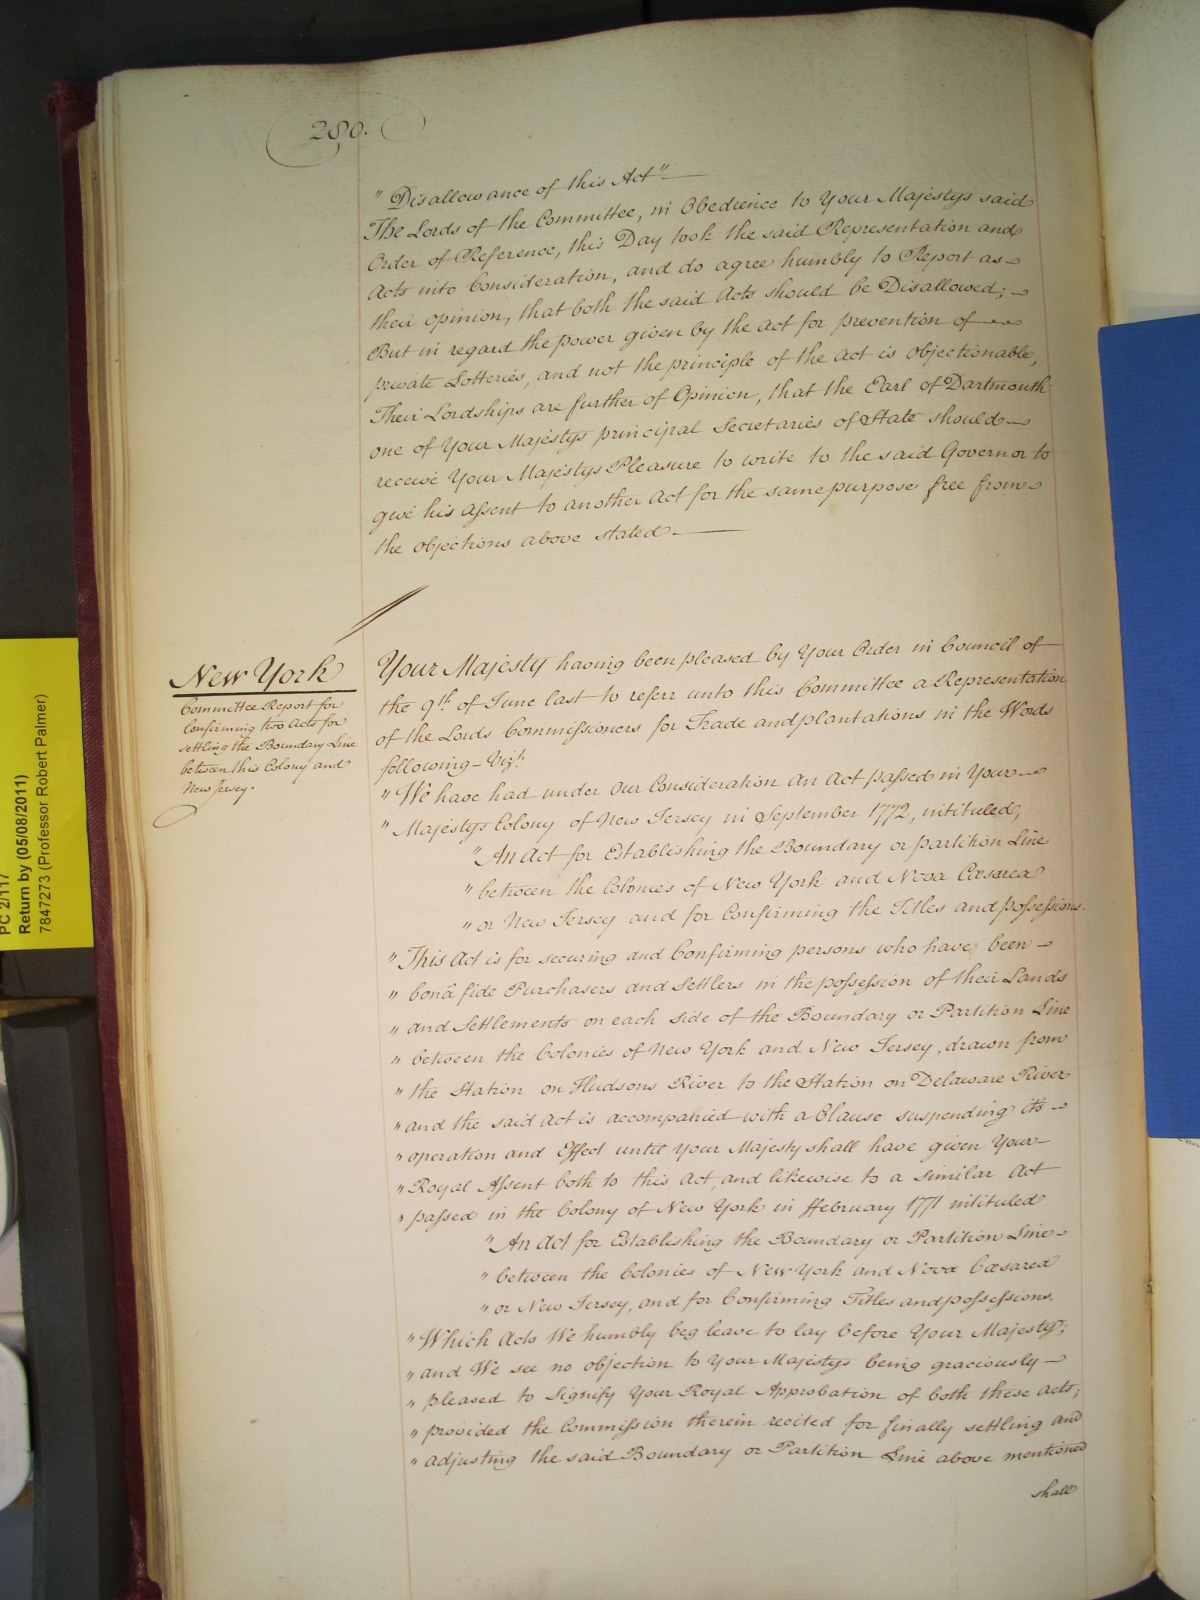 280.
" Disallowance of this Act"
The Lords of the Committee, in Obedience to Your Majestys said
Order of Reference, this Day took the said Representation and
Acts into Consideration, and do agree humbly to Report as
their opinion, that both the said Acts should be Disallowed;
But in regard the power given by the Act for prevention of
private Lotteries, and not the principle of the Act is objectionable,
Their Lordships are further of Opinion, that the Earl of Dartmouth
one of Your Majestys principal Secretaries of State should
receive Your Majestys Pleasure to write to the said Governor to
give his Assent to another Act for the same purpose free from
the objections above stated.
New York
Committee Report for
Confirming two Acts for
settling the Boundary Line
between this Colony and
New Jersey.
Your Majesty having been pleased by Your Order in Council of
the 9th of June last to referr unto this Committee a Representation
of the Lords Commissioners for Trade and plantations in the Words
following - Vizt
" We have had under Our Consideration an Act passed in Your
" Majestys Colony of New Jersey in September 1772, intituled,
" An Act for Establishing the Boundary or partition Line
" between the Colonies of New York and Nova Cæsarea
" or New Jersey and for Confirming the Titles and possessions.
" This Act is for securing and Confirming persons who have been
" bonâ fide Purchasers and Settlers in the possession of their Lands
" and Settlements on each side of the Boundary or Partition Line
" between the Colonies of New York and New Jersey, drawn from
" the Station on Hudsons River to the Station on Delaware River
" and the said Act is accompanied with a Clause suspending its
" operation and Effect until Your Majesty shall have given Your
" Royal Assent both to this Act, and likewise to a similar Act
" passed in the Colony of New York in ffebruary 1771 intituled
" An Act for Establishing the Boundary or Partition Line
" between the Colonies of New York and Nova Cæsarea
" or New Jersey, and for Confirming Titles and possessions.
" Which Acts We humbly beg leave to lay before Your Majesty;
" and We see no objection to Your Majestys being graciously
" pleased to Signify Your Royal Approbation of both these Acts;
" provided the Commission therein recited for finally settling and
" adjusting the said Boundary or Partition Line above mentioned
shall
PC 2/117
Return by (05/08/2011)
7847273 (Professor Robert Palmer)